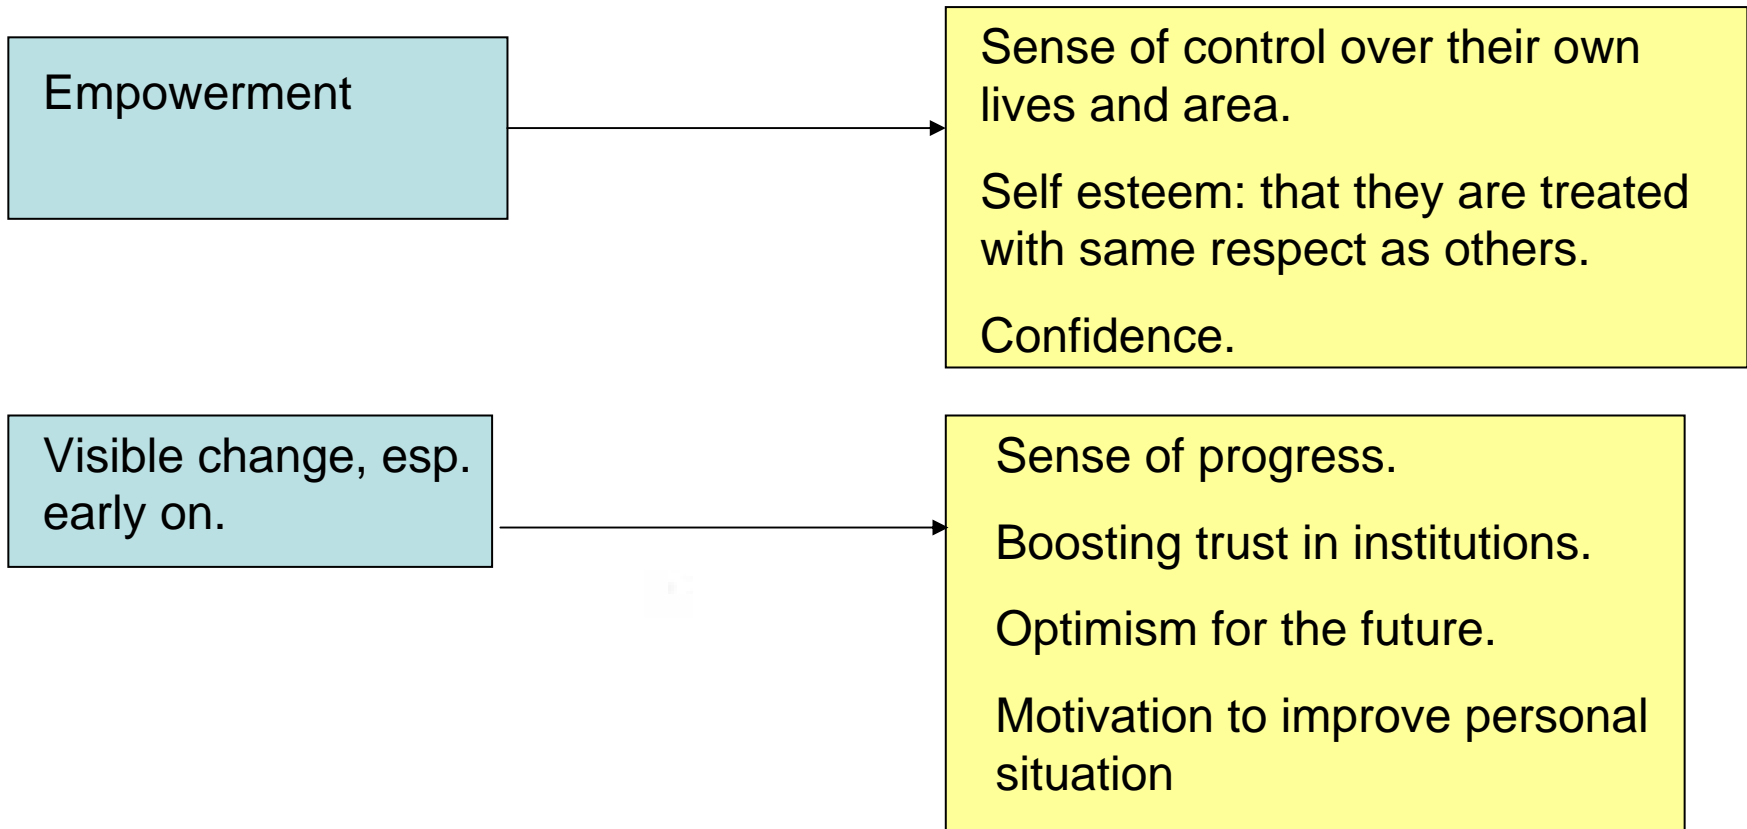 Empowerment
Sense of control over their own
lives and area.
Self esteem: that they are treated
with same respect as others.
Confidence.
Visible change, esp.
early on.
Sense of progress.
Boosting trust in institutions.
Optimism for the future.
Motivation to improve personal
situation